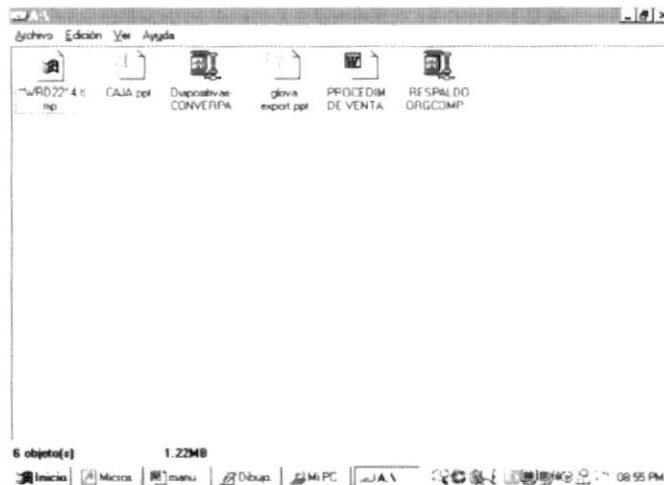 A:\
Archivo Edición Ver Ayuda
CAJA.ppt Diapositivas glova PROCEDIM RESPALDO
mp CONVERPA export.ppt DE VENTA ORGCOMP
6 objeto(s) 1.22MB
Inicio Micros manu Dibujo Mi PC A:\ 08:55 PM